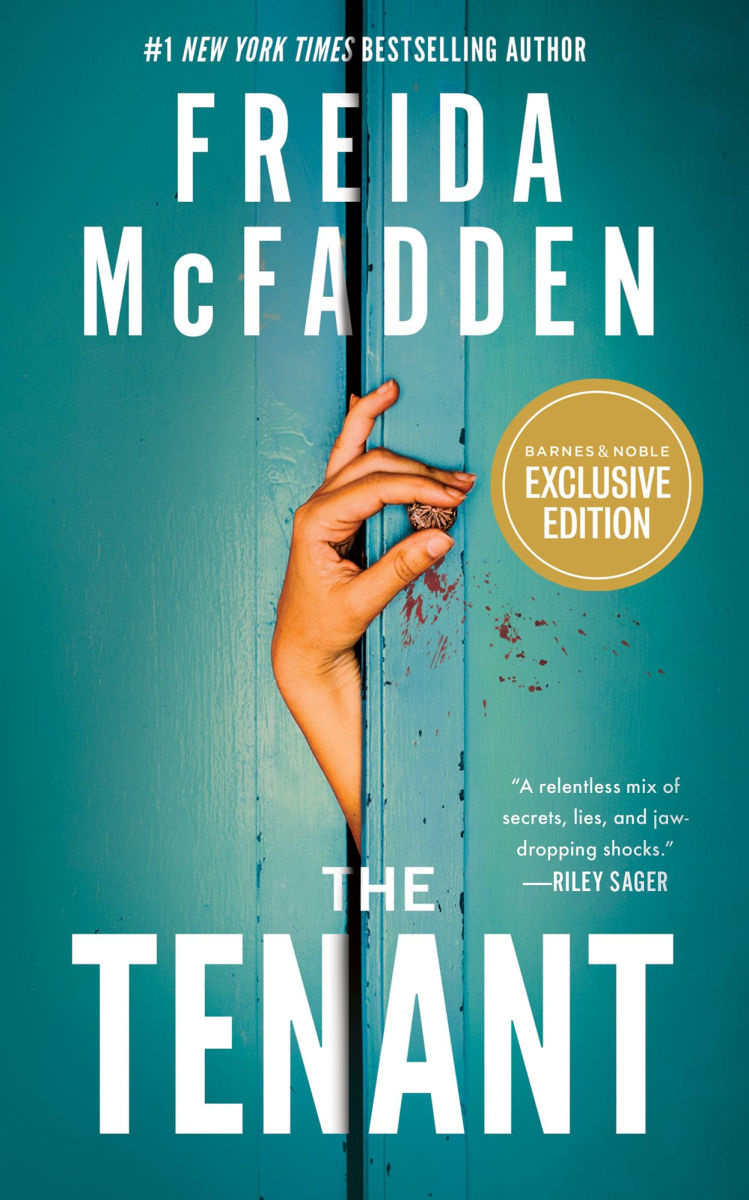 #1 NEW YORK TIMES BESTSELLING AUTHOR
FREIDA
McFADDEN
BARNES & NOBLE
EXCLUSIVE
EDITION
“A relentless mix of
secrets, lies, and jaw-
dropping shocks.”
—RILEY SAGER
THE
TENANT